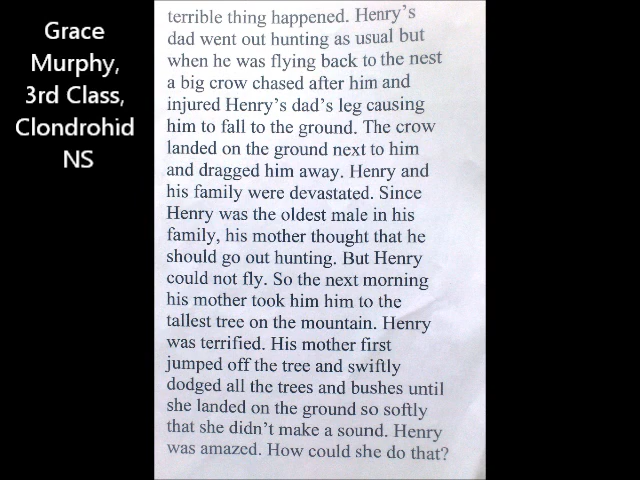 Grace
Murphy,
3rd Class,
Clondrohid
NS
terrible thing happened. Henry's
dad went out hunting as usual but
when he was flying back to the nest
a big crow chased after him and
injured Henry's dad's leg causing
him to fall to the ground. The crow
landed on the ground next to him
and dragged him away. Henry and
his family were devastated. Since
Henry was the oldest male in his
family, his mother thought that he
should go out hunting. But Henry
could not fly. So the next morning
his mother took him him to the
tallest tree on the mountain. Henry
was terrified. His mother first
jumped off the tree and swiftly
dodged all the trees and bushes until
she landed on the ground so softly
that she didn't make a sound. Henry
was amazed. How could she do that?